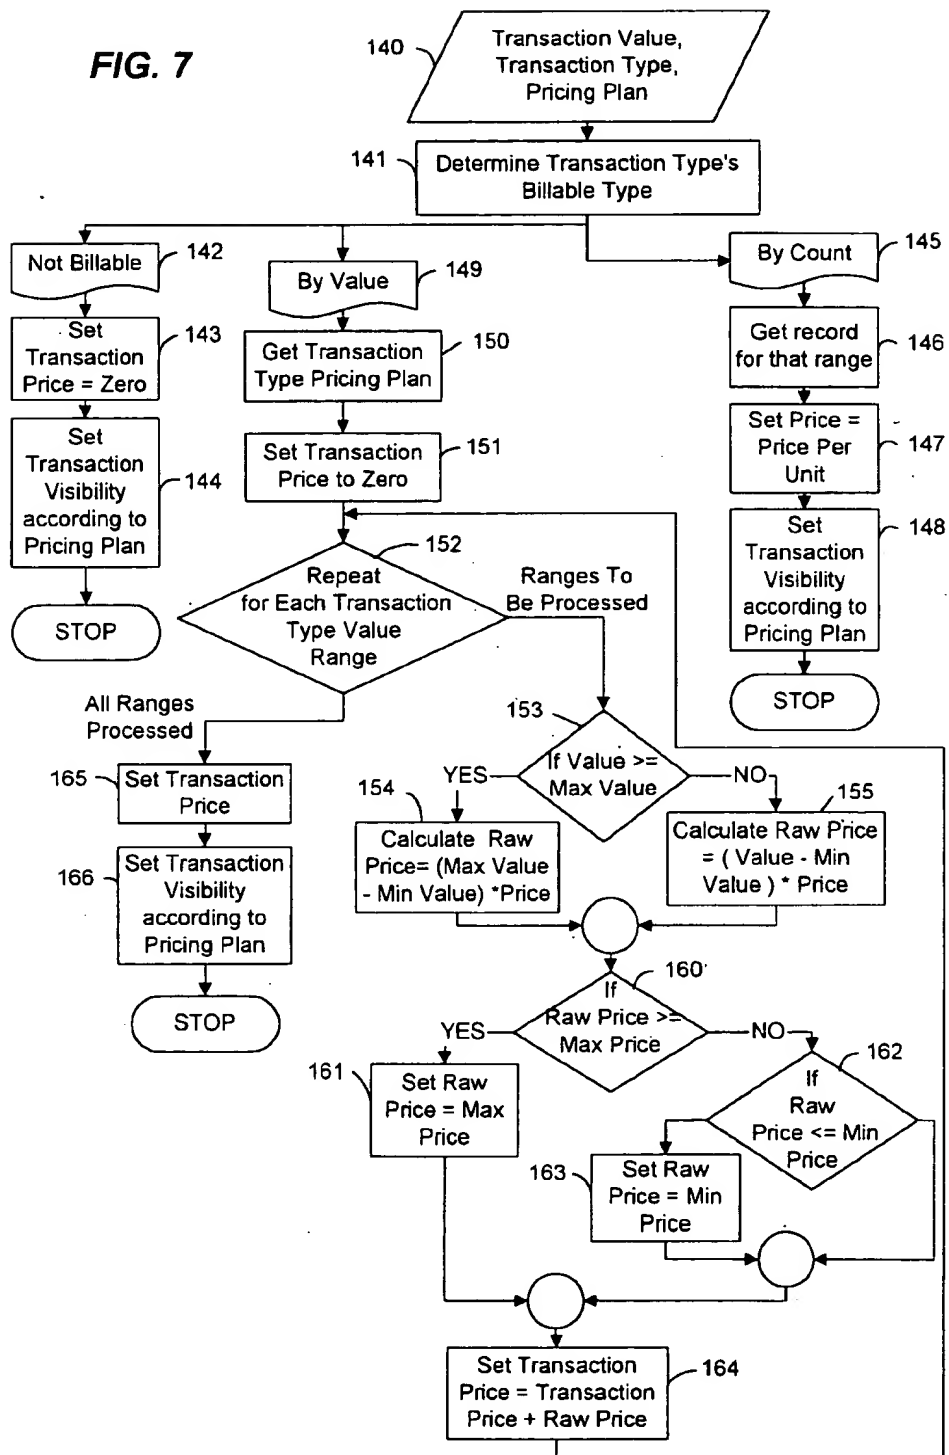 FIG. 7
140
Transaction Value,
Transaction Type,
Pricing Plan
141
Determine Transaction Type's
Billable Type
Not Billable
142
Set
Transaction
Price = Zero
143
Set
Transaction
Visibility
according to
Pricing Plan
144
STOP
By Value
149
Get Transaction
Type Pricing Plan
150
Set Transaction
Price to Zero
151
By Count
145
Get record
for that range
146
Set Price =
Price Per
Unit
147
Set
Transaction
Visibility
according to
Pricing Plan
148
STOP
152
Repeat
for Each Transaction
Type Value
Range
Ranges To
Be Processed
All Ranges
Processed
165
Set Transaction
Price
166
Set Transaction
Visibility
according to
Pricing Plan
STOP
153
If Value >=
Max Value
YES
NO
154
Calculate Raw
Price= (Max Value
- Min Value) *Price
155
Calculate Raw Price
= ( Value - Min
Value ) * Price
160
If
Raw Price >=
Max Price
YES
NO
161
Set Raw
Price = Max
Price
162
If
Raw
Price <= Min
Price
163
Set Raw
Price = Min
Price
Set Transaction
Price = Transaction
Price + Raw Price
164